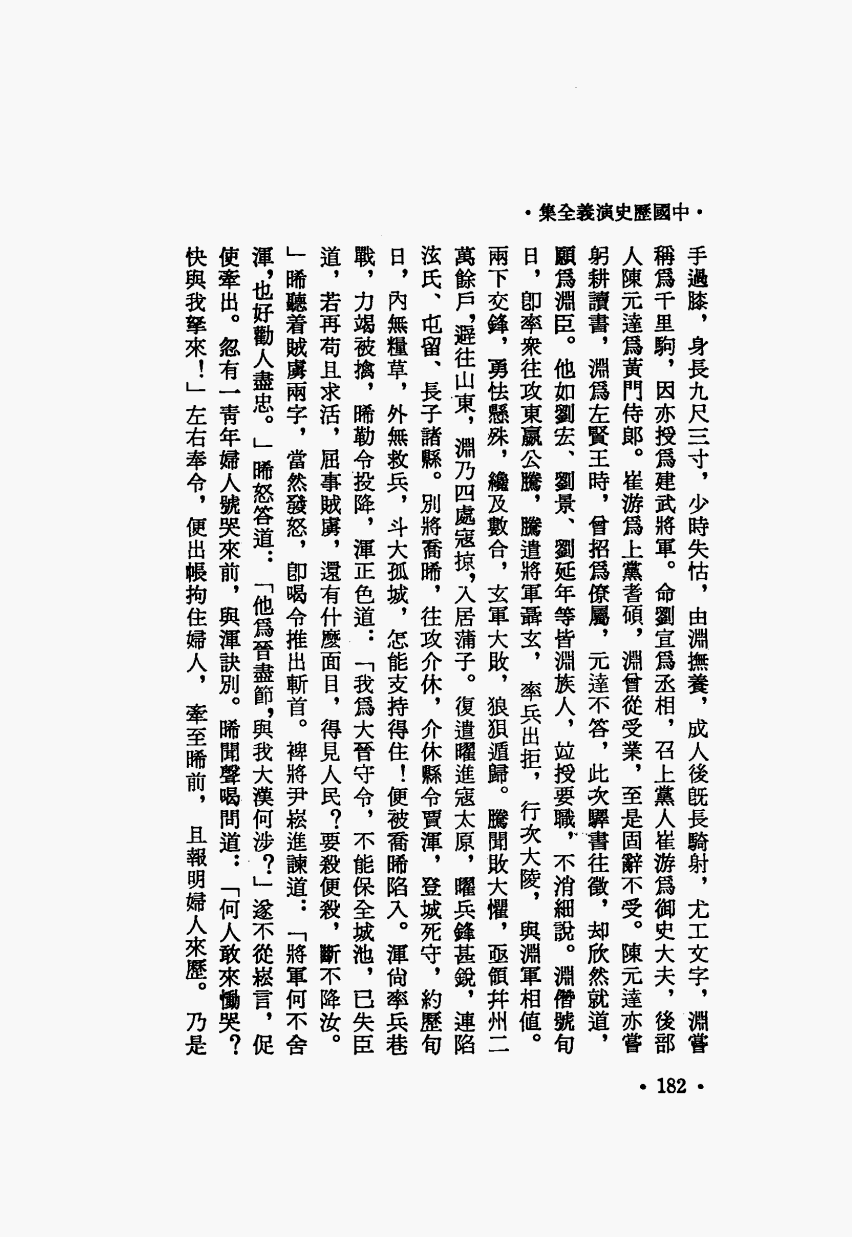 •中國歷史演義全集•
手過膝，身長九尺三寸，少時失怙，由淵撫養，成人後既長騎射，尤工文字，淵嘗
稱爲千里駒，因亦授爲建武將軍。命劉宣爲丞相，召上黨人崔游爲御史大夫，後部
人陳元達爲黃門侍郎。崔游爲上黨耆碩，淵曾從受業，至是固辭不受。陳元達亦嘗
躬耕讀書，淵爲左賢王時，曾招爲僚屬，元達不答，此次驛書往徵，却欣然就道，
願爲淵臣。他如劉宏、劉景、劉延年等皆淵族人，竝授要職，不消細說。淵僭號旬
日，卽率衆往攻東嬴公騰，騰遣將軍聶玄，率兵出拒，行次大陵，與淵軍相値。
兩下交鋒，勇怯懸殊，纔及數合，玄軍大敗，狼狽遁歸。騰聞敗大懼，亟領幷州二
萬餘戶，避往山東，淵乃四處寇掠，入居蒲子。復遣曜進寇太原，曜兵鋒甚銳，連陷
泫氏、屯留、長子諸縣。別將喬晞，往攻介休，介休縣令賈渾，登城死守，約歷旬
日，內無糧草，外無救兵，斗大孤城，怎能支持得住！便被喬晞陷入。渾尙率兵巷
戰，力竭被擒，晞勒令投降，渾正色道：「我爲大晉守令，不能保全城池，已失臣
道，若再苟且求活，屈事賊虜，還有什麼面目，得見人民？要殺便殺，斷不降汝。
」晞聽着賊虜兩字，當然發怒，卽喝令推出斬首。裨將尹崧進諫道：「將軍何不舍
渾，也好勸人盡忠。」晞怒答道：「他爲晉盡節，與我大漢何涉？」遂不從崧言，促
使牽出。忽有一靑年婦人號哭來前，與渾訣別。晞聞聲喝問道：「何人敢來慟哭？
快與我拏來！」左右奉令，便出帳拘住婦人，牽至晞前，且報明婦人來歷。乃是
•182•